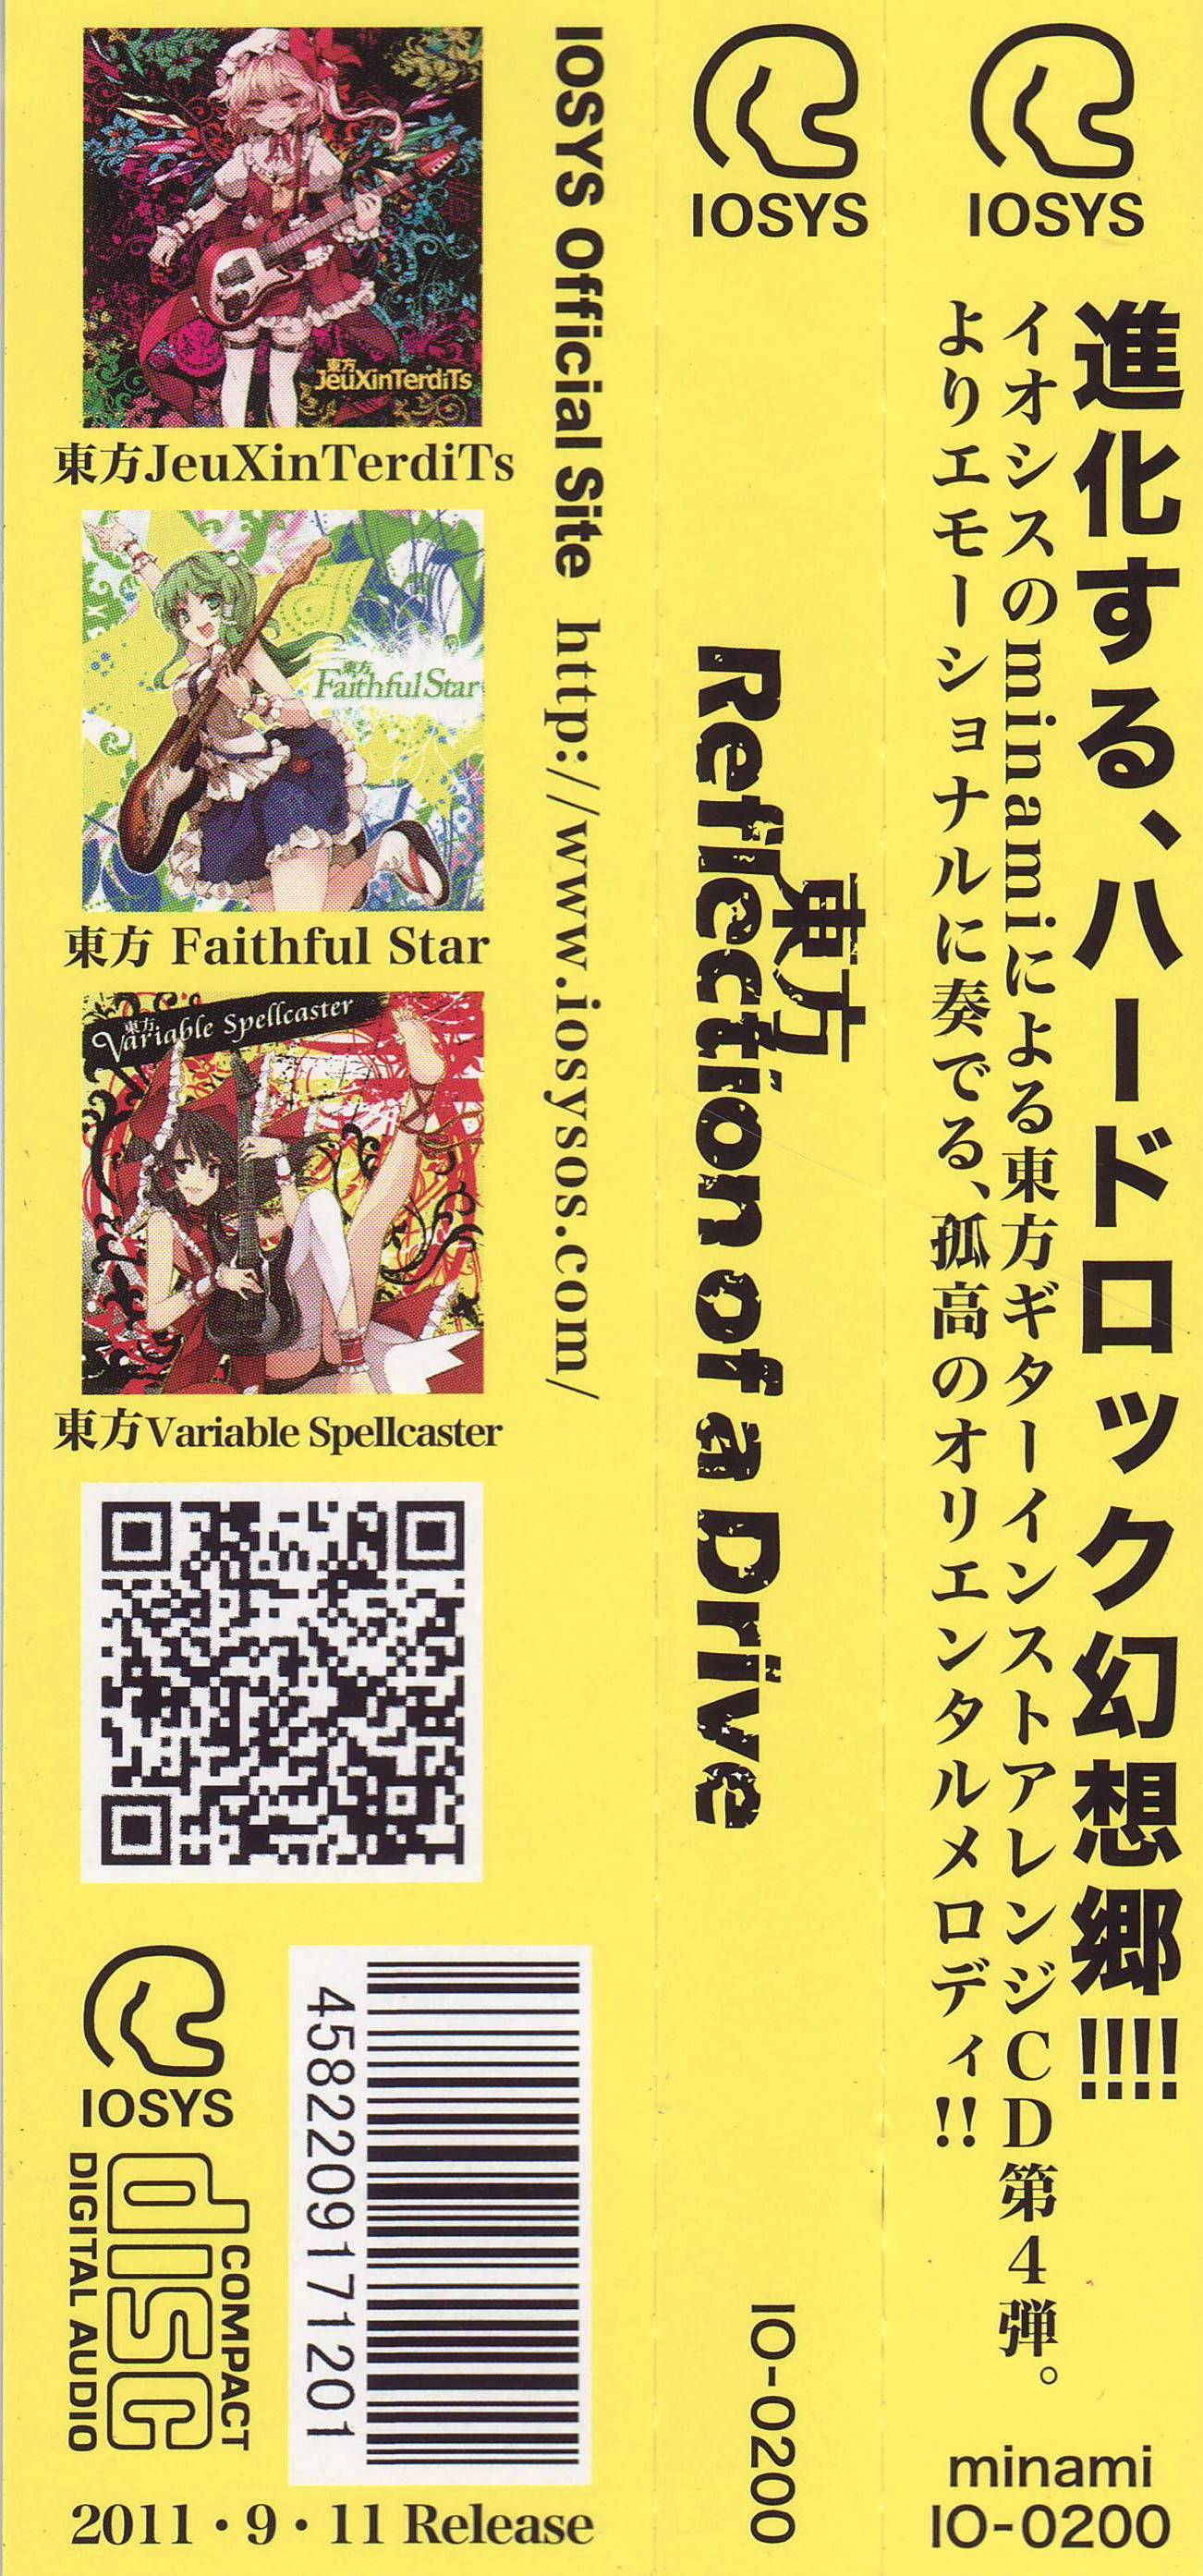 IOSYS
進化する、ハードロック幻想郷!!!!
イオシスのminamiによる東方ギターインストアレンジCD第4弾。
よりエモーショナルに奏でる、孤高のオリエンタルメロディ!!
minami
IO-0200
IOSYS
東方
Reflection of a Drive
IO-0200
IOSYS Official Site http://www.iosysos.com/
東方
JeuXinTerdiTs
東方JeuXinTerdiTs
東方
Faithful Star
東方 Faithful Star
東方
Variable Spellcaster
東方Variable Spellcaster
4582209171201
IOSYS
COMPACT
disc
DIGITAL AUDIO
2011・9・11 Release